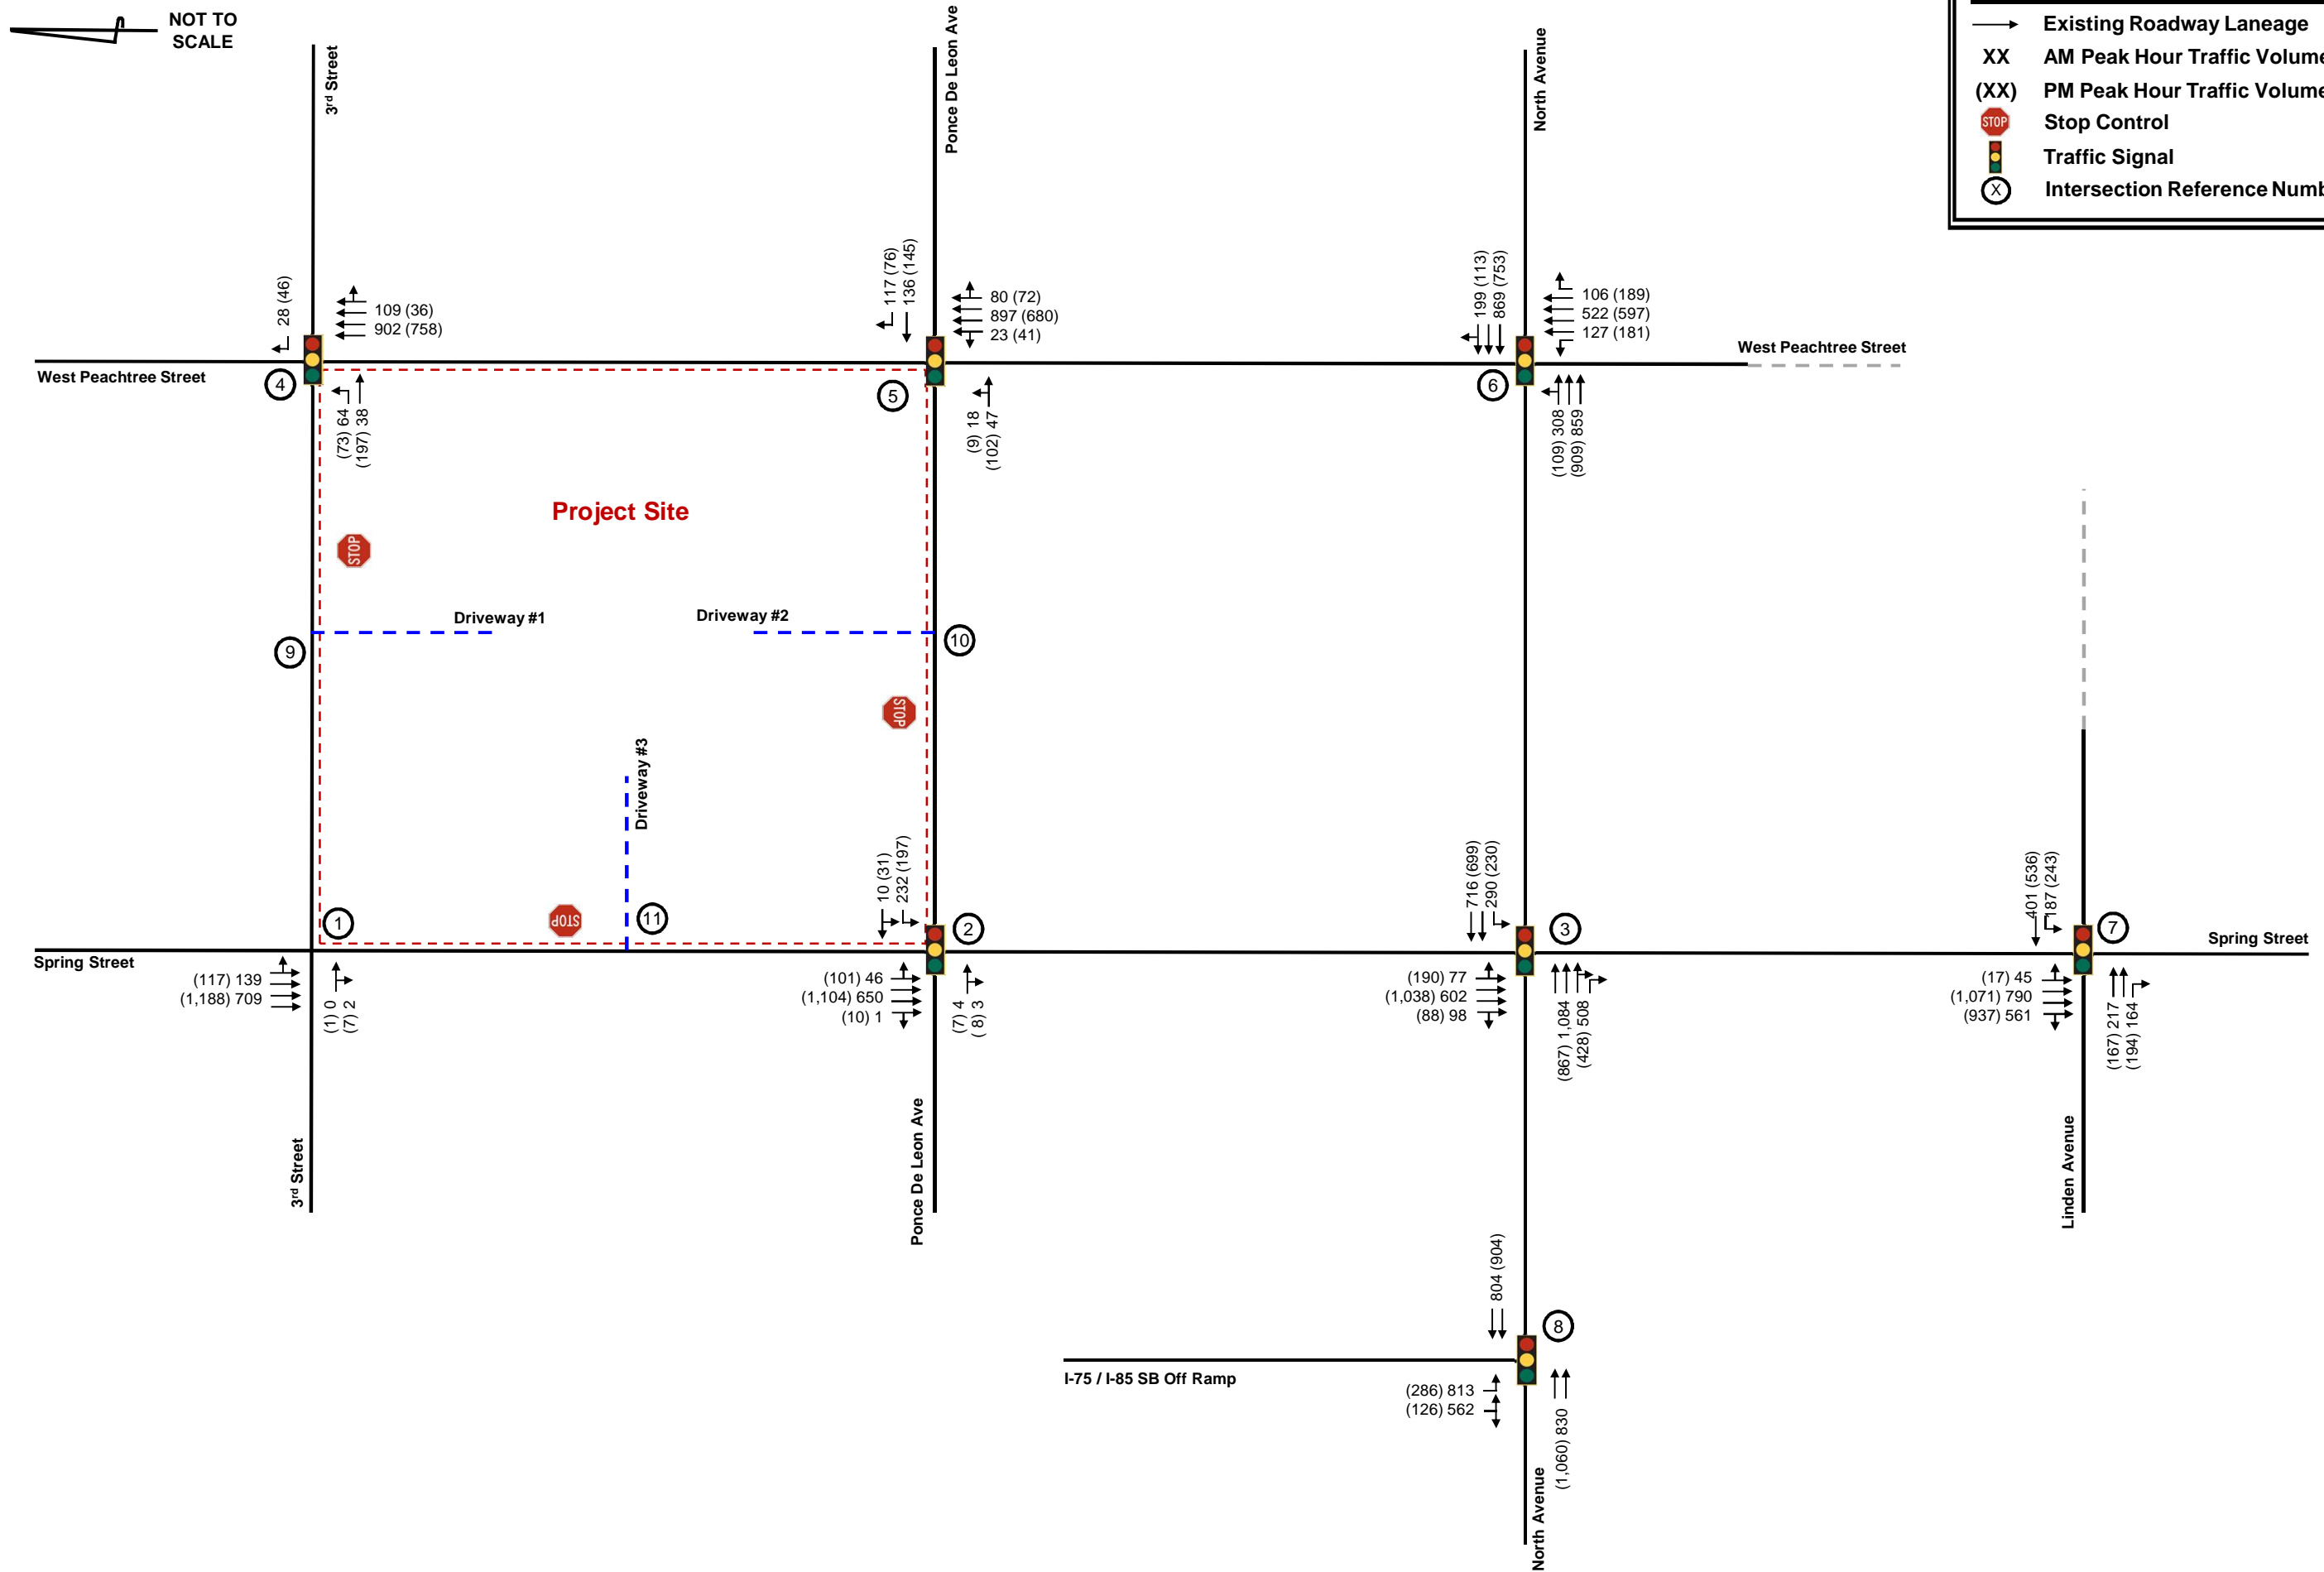 NOT TO
SCALE
Existing Roadway Laneage
XX AM Peak Hour Traffic
(XX) PM Peak Hour Traffic
STOP Stop Control
Traffic Signal
X Intersection Reference
3rd Street
Ponce De Leon Ave
North Avenue
28 (46)
109 (36)
902 (758)
117 (76)
136 (145)
80 (72)
897 (680)
23 (41)
199 (113)
869 (753)
106 (189)
522 (597)
127 (181)
West Peachtree Street
West Peachtree Street
4
5
6
(73) 64
(197) 38
(9) 18
(102) 47
(109) 308
(909) 859
Project Site
STOP
Driveway #1
Driveway #2
9
10
STOP
Driveway #3
10 (31)
232 (197)
716 (699)
290 (230)
401 (536)
187 (243)
1
STOP
11
2
3
7
Spring Street
Spring Street
(117) 139
(1,188) 709
(1) 0
(7) 2
(101) 46
(1,104) 650
(10) 1
(7) 4
( 8) 3
(190) 77
(1,038) 602
(88) 98
(867) 1,084
(428) 508
(17) 45
(1,071) 790
(937) 561
(167) 217
(194) 164
3rd Street
Ponce De Leon Ave
Linden Avenue
804 (904)
8
I-75 / I-85 SB Off Ramp
(286) 813
(126) 562
(1,060) 830
North Avenue